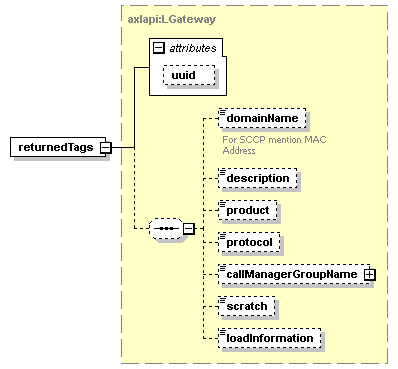 axlapi:LGateway
attributes
uuid
returnedTags
domainName
For SCCP mention MAC
Address
description
product
protocol
callManagerGroupName
scratch
loadInformation